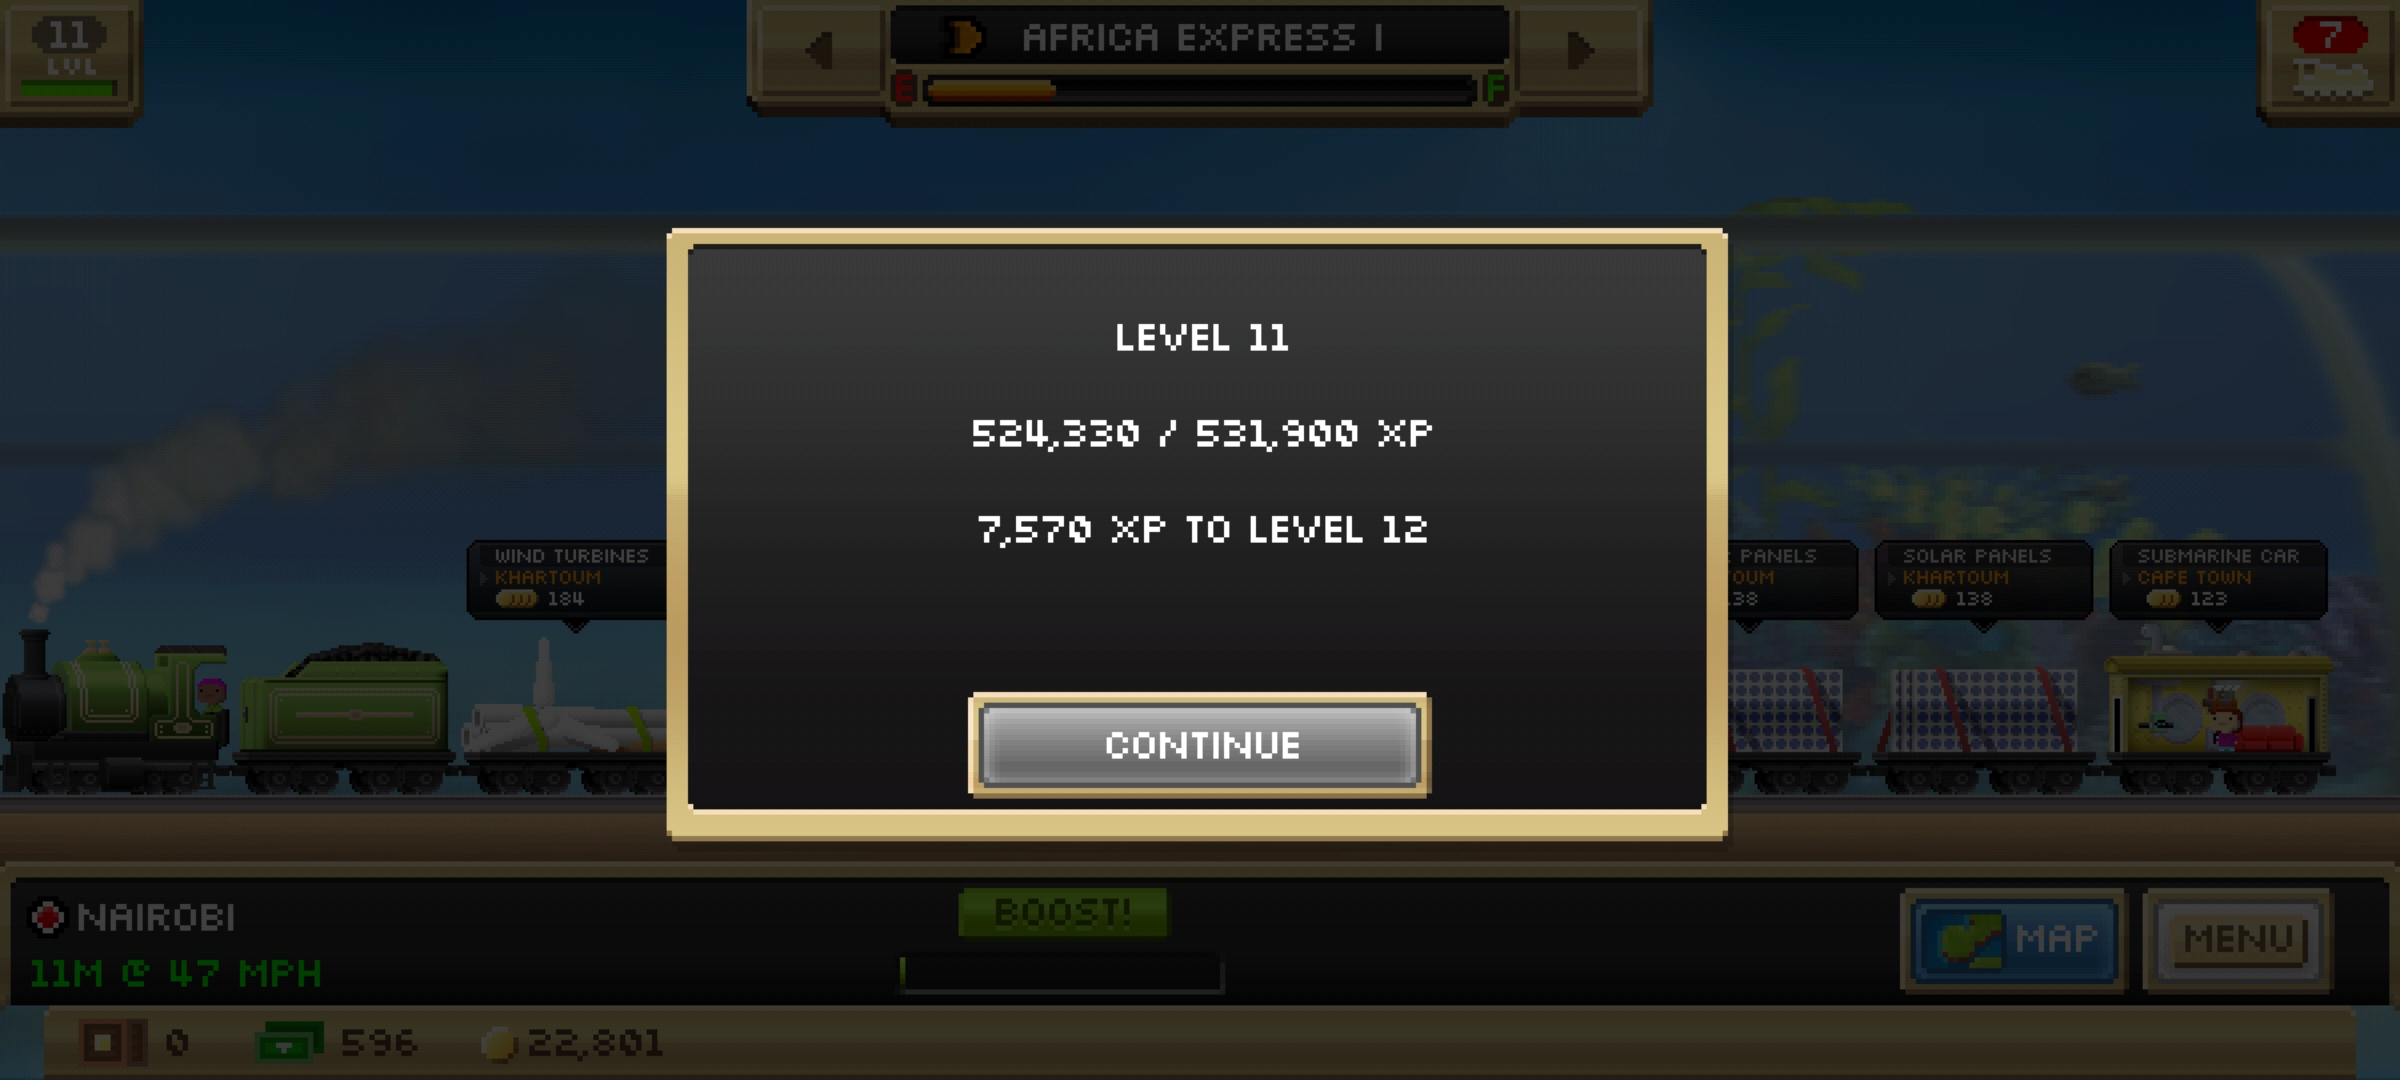 11
LVL
AFRICA EXPRESS I
E
F
7
LEVEL 11
524,330 / 531,900 XP
7,570 XP TO LEVEL 12
CONTINUE
WIND TURBINES
KHARTOUM
184
PANELS
OUM
38
SOLAR PANELS
KHARTOUM
138
SUBMARINE CAR
CAPE TOWN
123
NAIROBI
11M @ 47 MPH
BOOST!
MAP
MENU
0
596
22,801